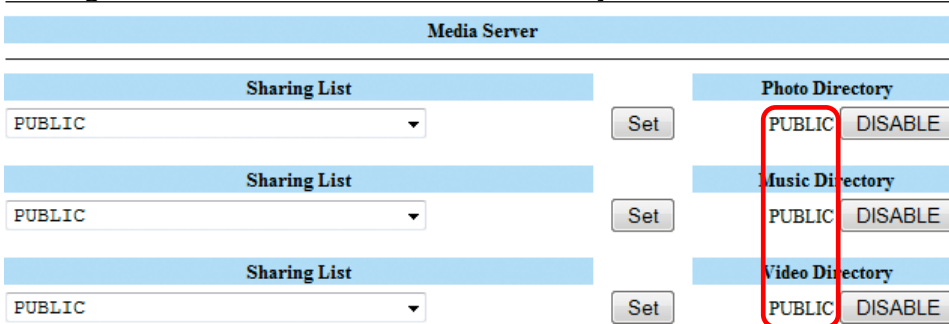 Media Server
Sharing List Photo Directory
PUBLIC Set PUBLIC DISABLE
Sharing List Music Directory
PUBLIC Set PUBLIC DISABLE
Sharing List Video Directory
PUBLIC Set PUBLIC DISABLE